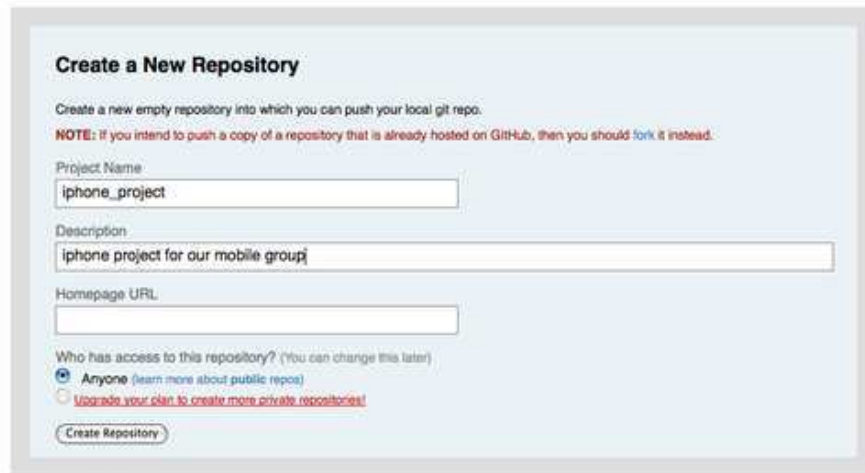 Create a New Repository
Create a new empty repository into which you can push your local git repo.
NOTE: If you intend to push a copy of a repository that is already hosted on GitHub, then you should fork it instead.
Project Name
iphone_project
Description
iphone project for our mobile group
Homepage URL
Who has access to this repository? (You can change this later)
Anyone (learn more about public repos)
Upgrade your plan to create more private repositories!
Create Repository